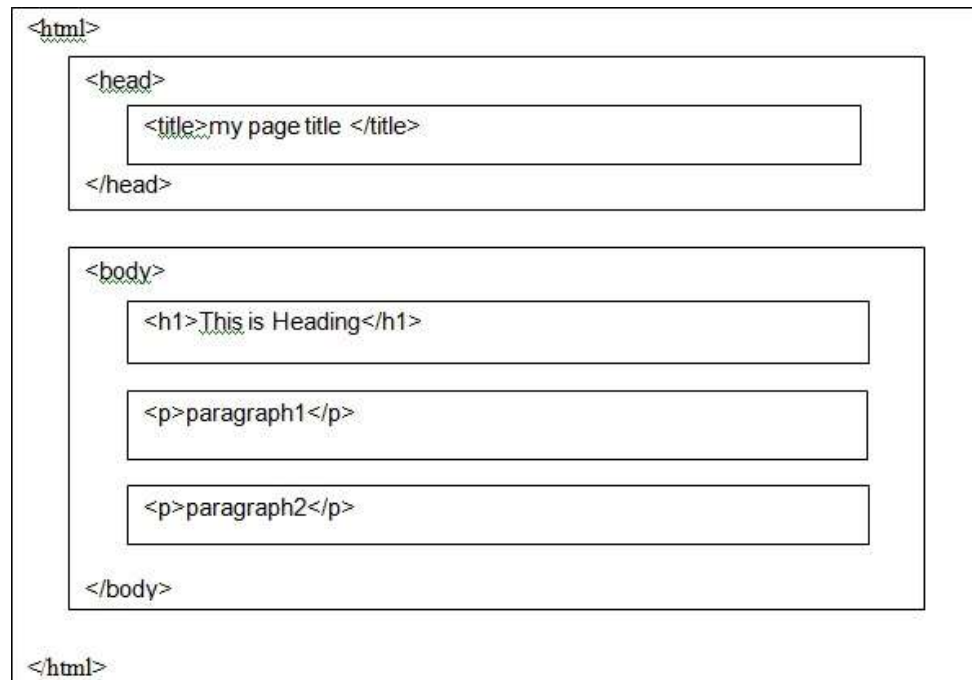 <html>
<head>
<title>my page title </title>
</head>
<body>
<h1>This is Heading</h1>
<p>paragraph1</p>
<p>paragraph2</p>
</body>
</html>